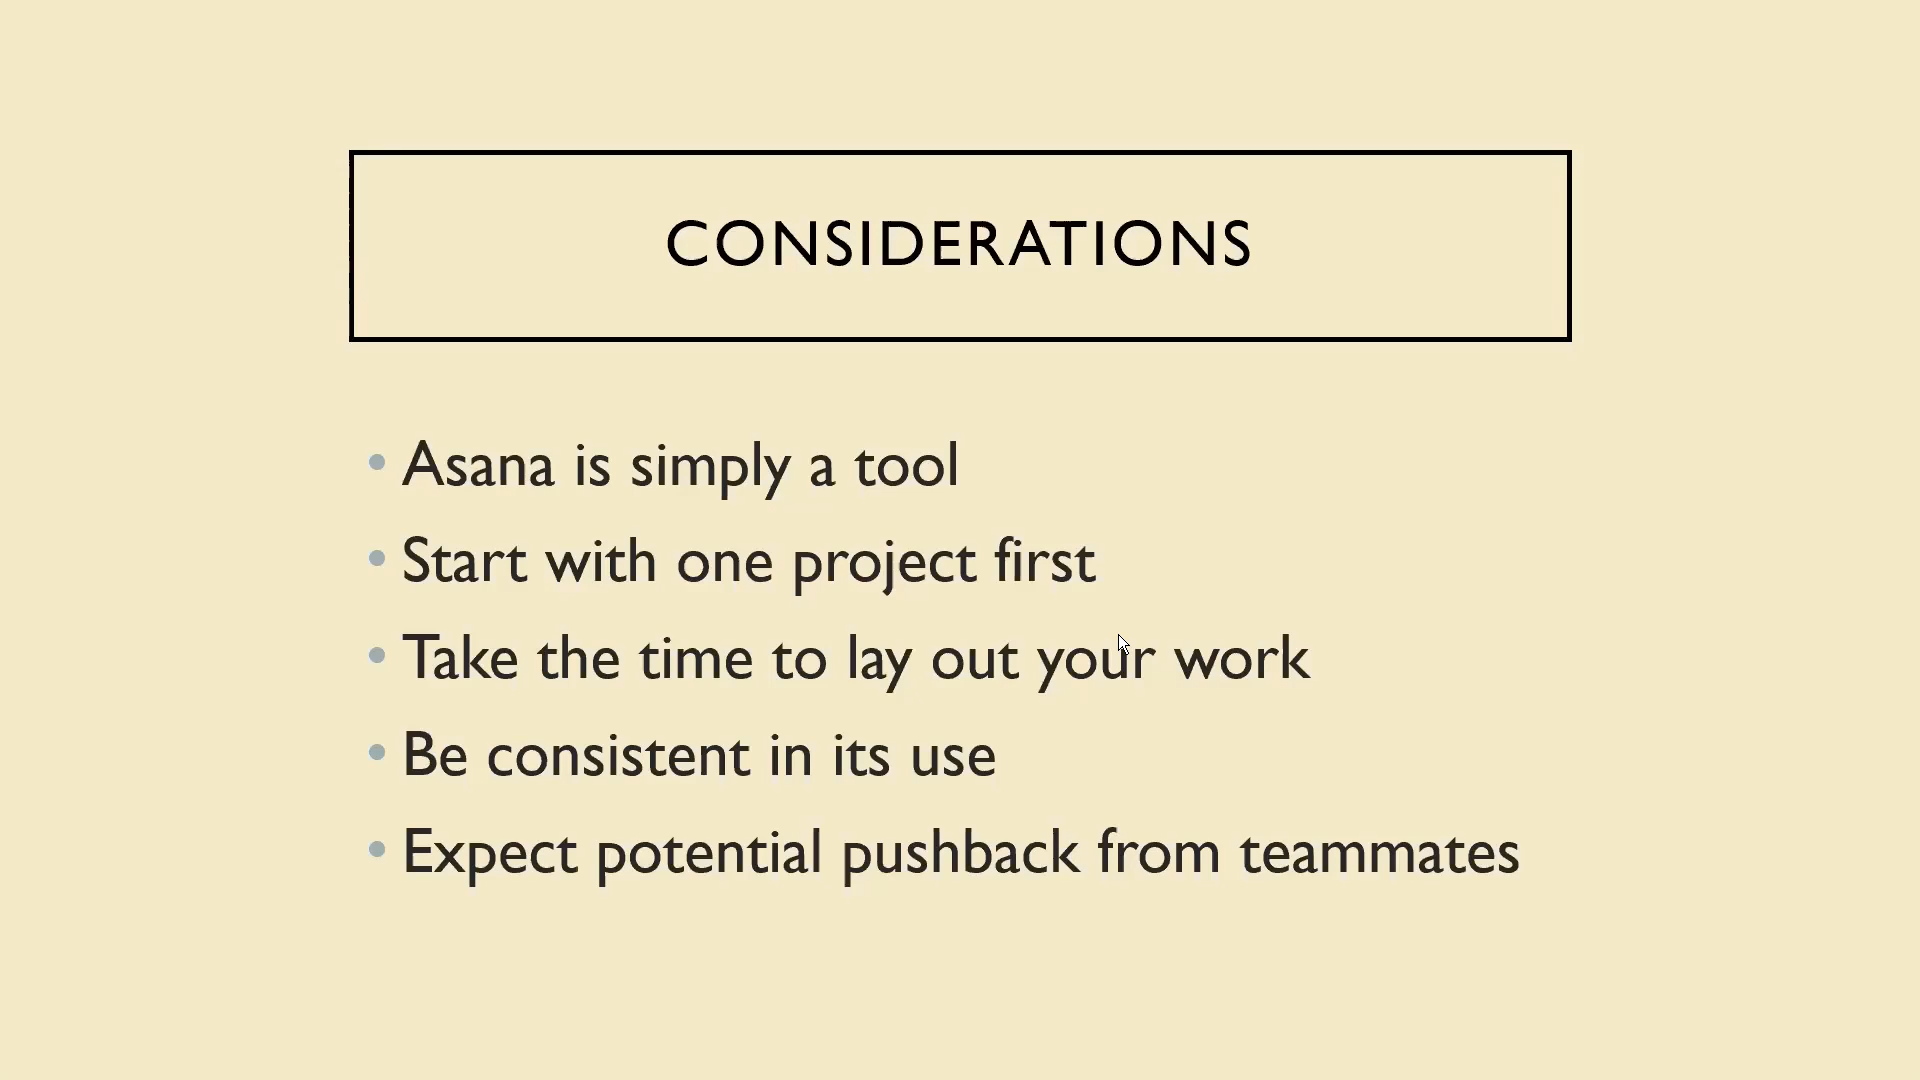 CONSIDERATIONS
• Asana is simply a tool
• Start with one project first
• Take the time to lay out your work
• Be consistent in its use
• Expect potential pushback from teammates